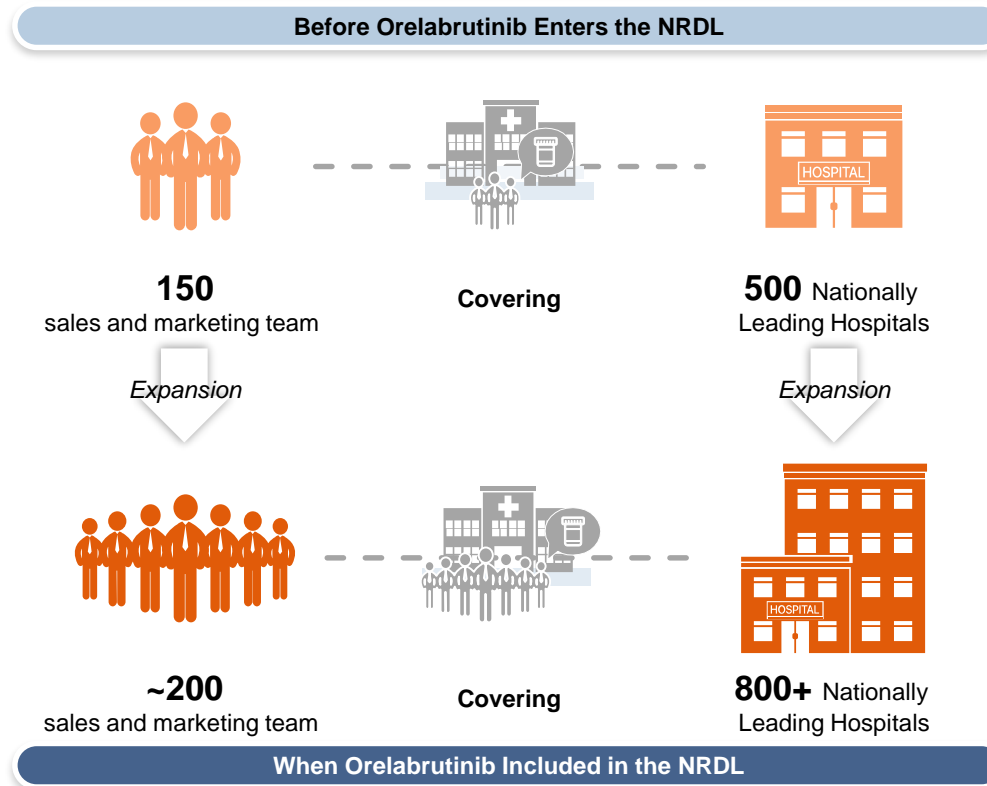 Before Orelabrutinib Enters the NRDL
HOSPITAL
150
sales and marketing team
Covering
500 Nationally
Leading Hospitals
Expansion
Expansion
HOSPITAL
~200
sales and marketing team
Covering
800+ Nationally
Leading Hospitals
When Orelabrutinib Included in the NRDL